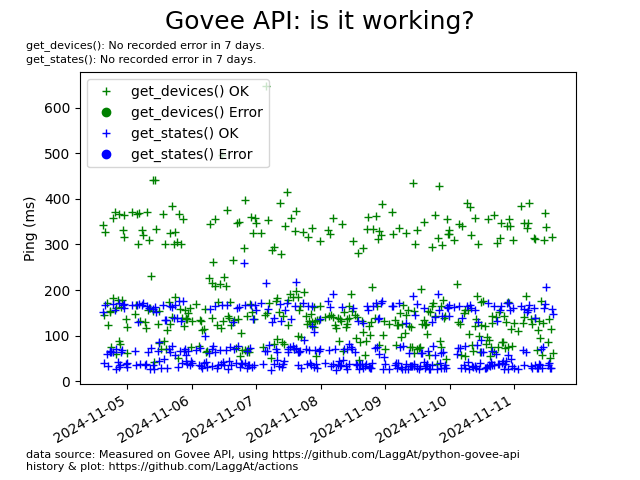 Govee API: is it working?
get_devices(): No recorded error in 7 days.
get_states(): No recorded error in 7 days.
get_devices() OK
get_devices() Error
get_states() OK
get_states() Error
600
500
400
300
200
100
0
Ping (ms)
2024-11-05
2024-11-06
2024-11-07
2024-11-08
2024-11-09
2024-11-10
2024-11-11
data source: Measured on Govee API, using https://github.com/LaggAt/python-govee-api
history & plot: https://github.com/LaggAt/actions